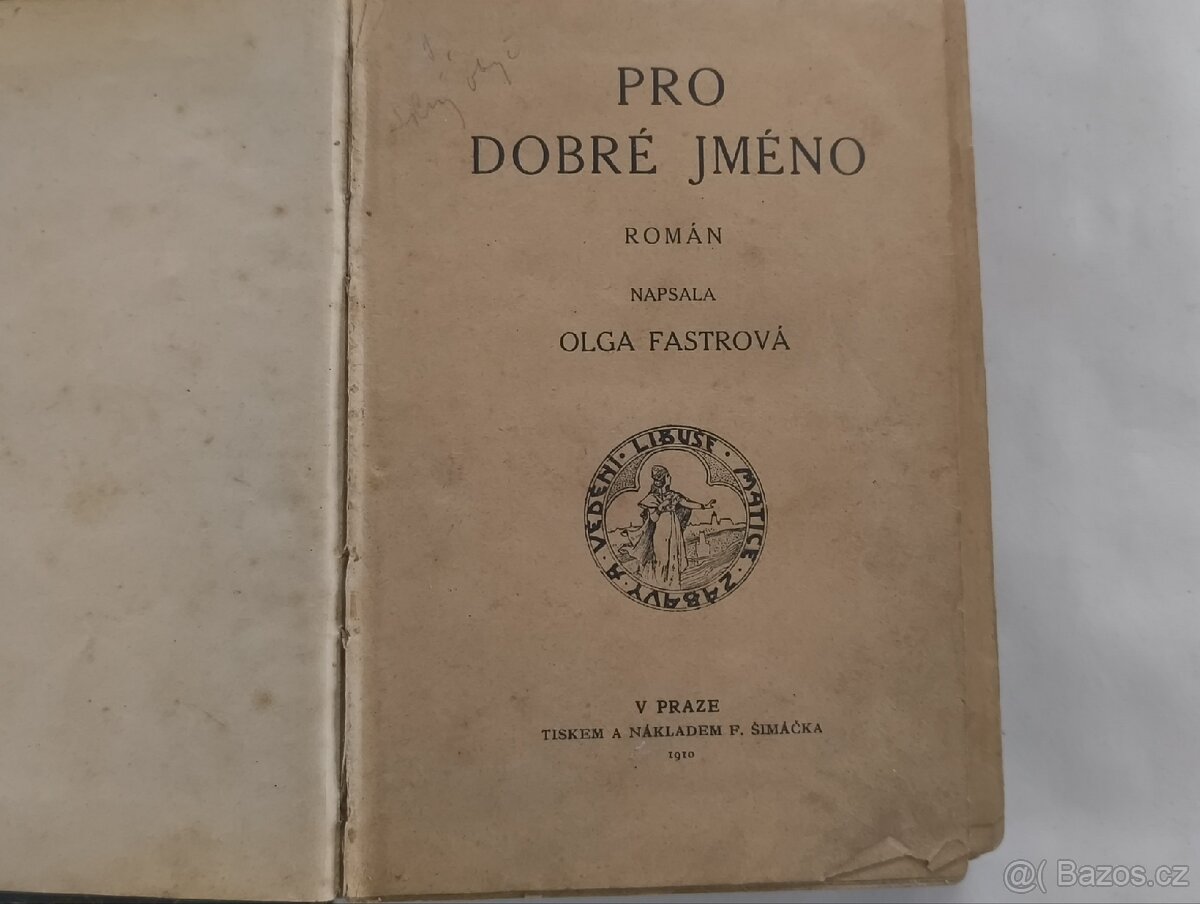 PRO
DOBRÉ JMÉNO
ROMÁN
NAPSALA
OLGA FASTROVÁ
LIBUŠE · MATICE · ZÁBAVY A · VĚDĚNÍ ·
V PRAZE
TISKEM A NÁKLADEM F. ŠIMÁČKA
1910
@( Bazos.cz